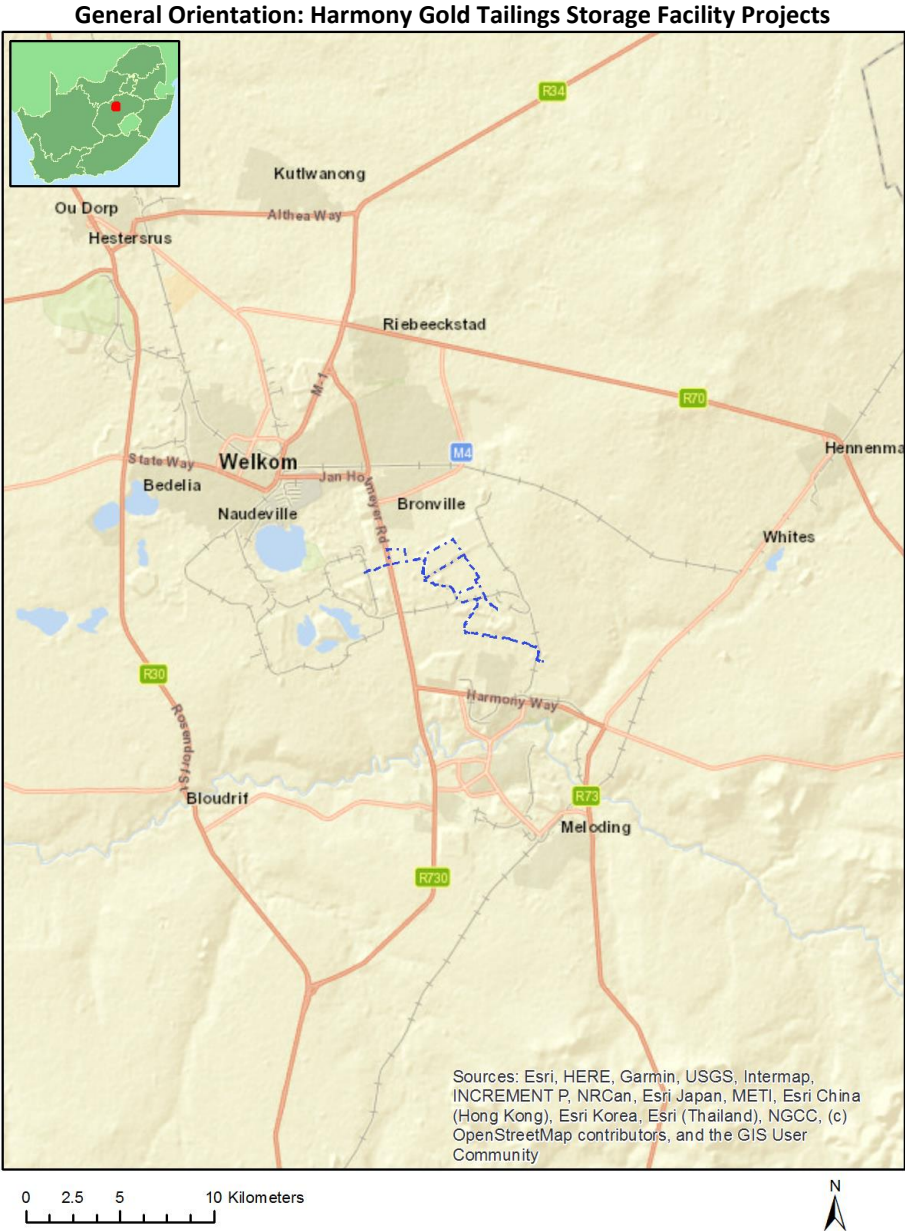 General Orientation: Harmony Gold Tailings Storage Facility Projects
R34
Kutlwanong
Ou Dorp
Althea Way
Hestersrus
Riebeeckstad
M-1
R70
Hennenma
M4
State Way
Welkom
Jan Ho
Bedelia
meyer Rd
Bronville
Naudeville
Whites
R30
Harmony Way
Rosendorf St
Bloudrif
R73
Meloding
R730
Sources: Esri, HERE, Garmin, USGS, Intermap,
INCREMENT P, NRCan, Esri Japan, METI, Esri China
(Hong Kong), Esri Korea, Esri (Thailand), NGCC, (c)
OpenStreetMap contributors, and the GIS User
Community
0 2.5 5 10 Kilometers
N